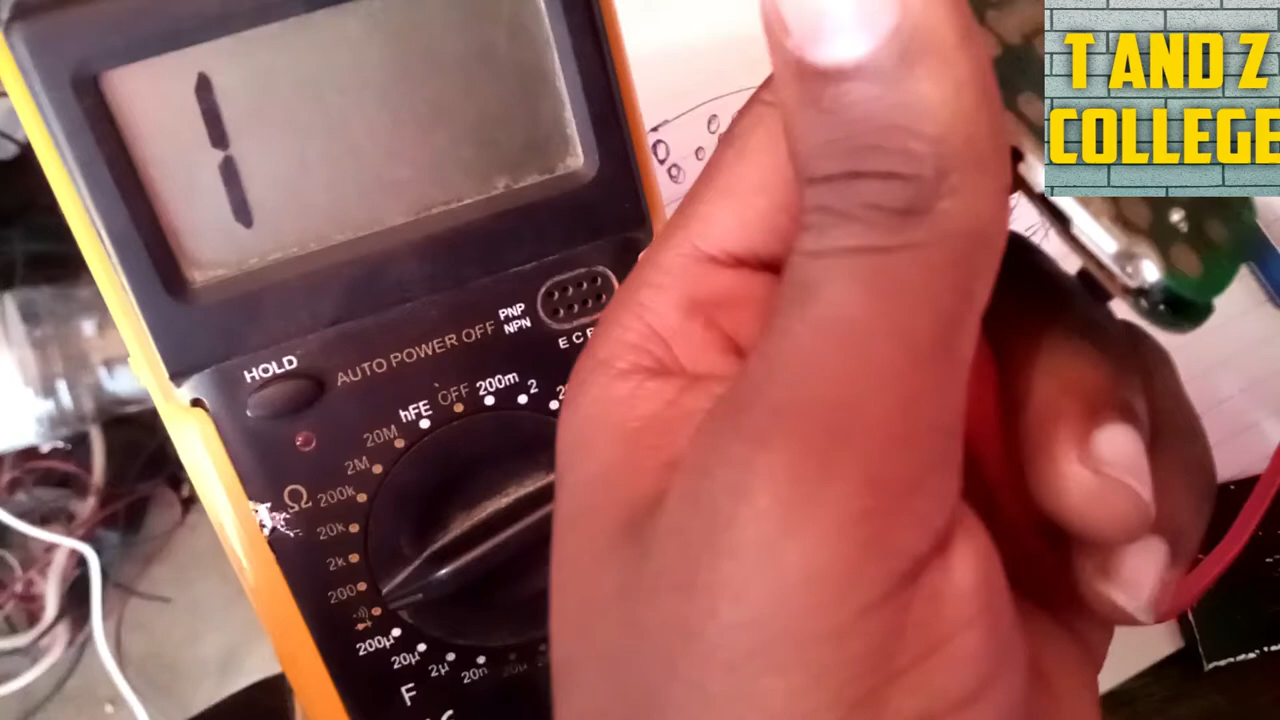 T AND Z
COLLEGE
1
HOLD
AUTO POWER OFF
PNP
NPN
E C
hFE
OFF
200m
2
20M
2M
Ω
200k
20k
2k
200
200µ
20µ
2µ
20n
F